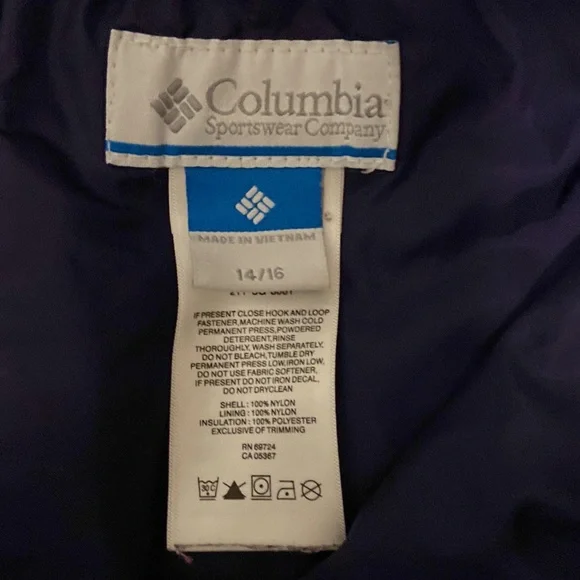 Columbia
Sportswear Company
MADE IN VIETNAM
14/16
IF PRESENT CLOSE HOOK AND LOOP
FASTENER,MACHINE WASH COLD
PERMANENT PRESS,POWDERED
DETERGENT,RINSE
THOROUGHLY, WASH SEPARATELY.
DO NOT BLEACH,TUMBLE DRY
PERMANENT PRESS LOW,IRON LOW,
DO NOT USE FABRIC SOFTENER,
IF PRESENT DO NOT IRON DECAL,
DO NOT DRYCLEAN
SHELL : 100% NYLON
LINING : 100% NYLON
INSULATION : 100% POLYESTER
EXCLUSIVE OF TRIMMING
RN 69724
CA 05367
30C